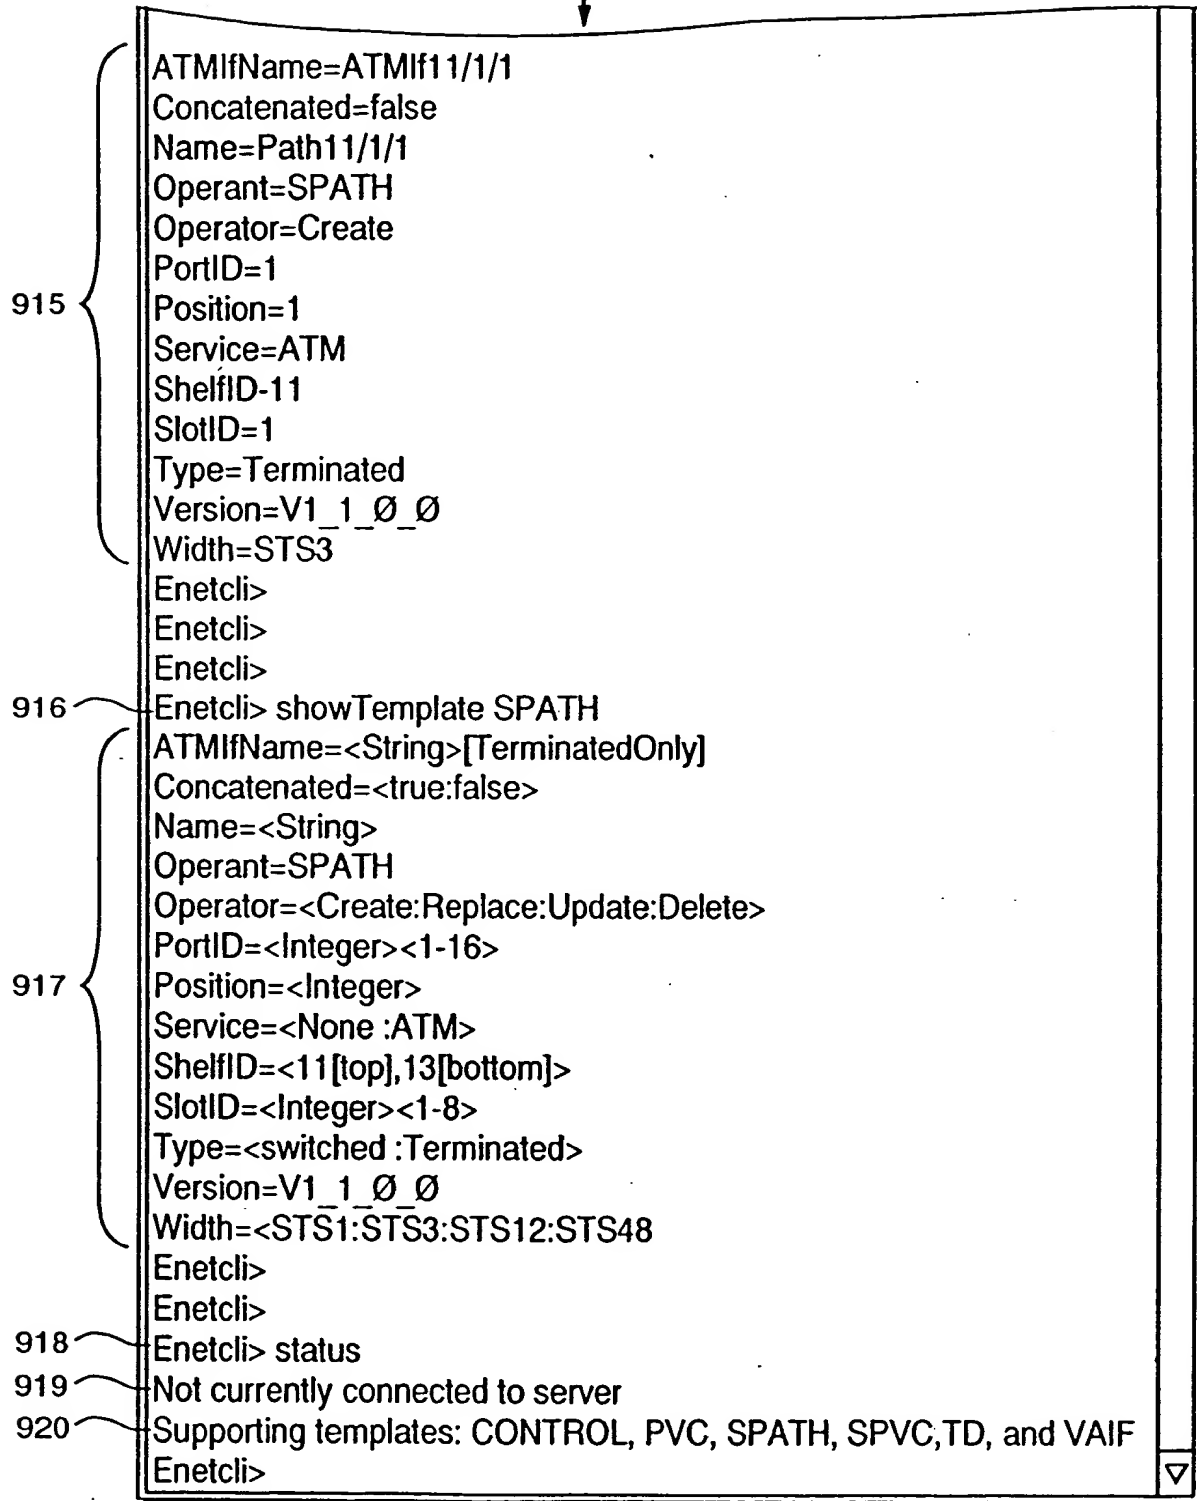 ATMIfName=ATMIf11/1/1
Concatenated=false
Name=Path11/1/1
Operant=SPATH
Operator=Create
PortID=1
915
Position=1
Service=ATM
ShelfID-11
SlotID=1
Type=Terminated
Version=V1_1_Ø_Ø
Width=STS3
Enetcli>
Enetcli>
Enetcli>
916 Enetcli> showTemplate SPATH
ATMIfName=<String>[TerminatedOnly]
Concatenated=<true:false>
Name=<String>
Operant=SPATH
Operator=<Create:Replace:Update:Delete>
PortID=<Integer><1-16>
917 Position=<Integer>
Service=<None :ATM>
ShelfID=<11[top],13[bottom]>
SlotID=<Integer><1-8>
Type=<switched :Terminated>
Version=V1_1_Ø_Ø
Width=<STS1:STS3:STS12:STS48
Enetcli>
Enetcli>
918 Enetcli> status
919 Not currently connected to server
920 Supporting templates: CONTROL, PVC, SPATH, SPVC,TD, and VAIF
Enetcli>